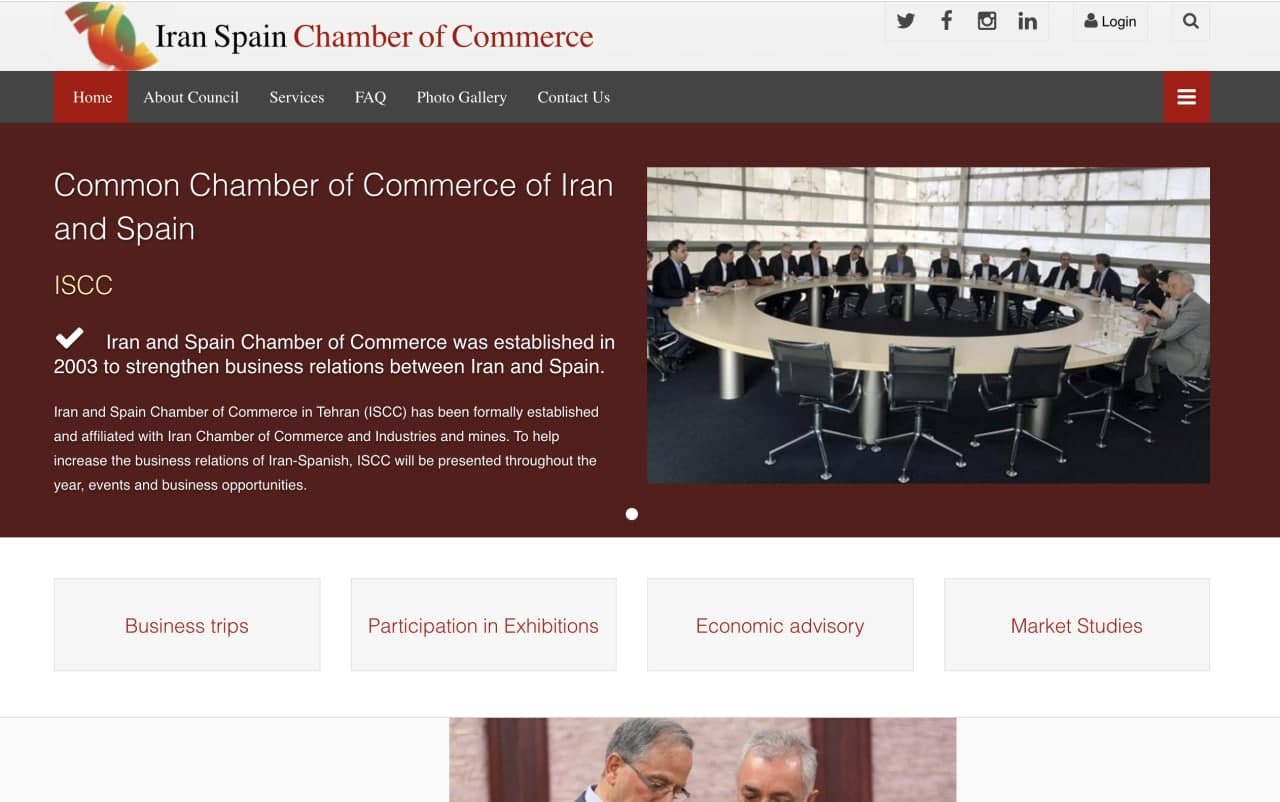 Iran Spain Chamber of Commerce
Login
Home
About Council
Services
FAQ
Photo Gallery
Contact Us
Common Chamber of Commerce of Iran
and Spain
ISCC
Iran and Spain Chamber of Commerce was established in
2003 to strengthen business relations between Iran and Spain.
Iran and Spain Chamber of Commerce in Tehran (ISCC) has been formally established
and affiliated with Iran Chamber of Commerce and Industries and mines. To help
increase the business relations of Iran-Spanish, ISCC will be presented throughout the
year, events and business opportunities.
Business trips
Participation in Exhibitions
Economic advisory
Market Studies